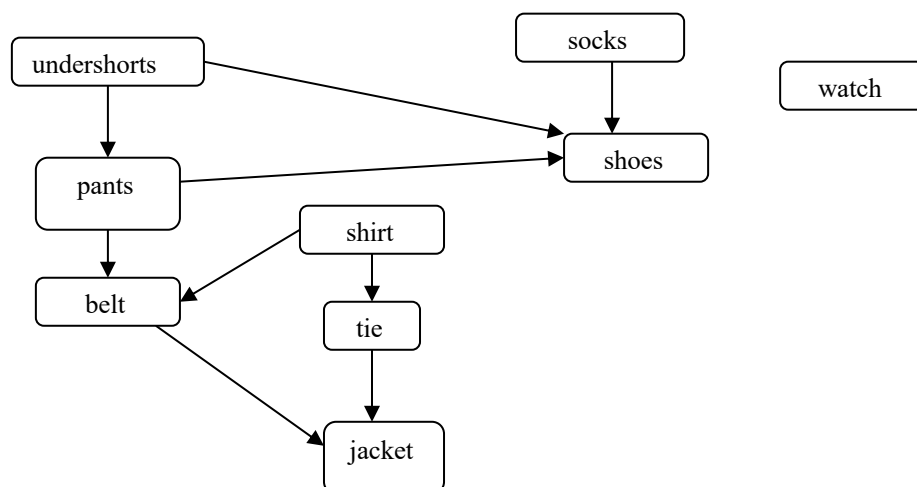 socks
undershorts
watch
shoes
pants
shirt
belt
tie
jacket